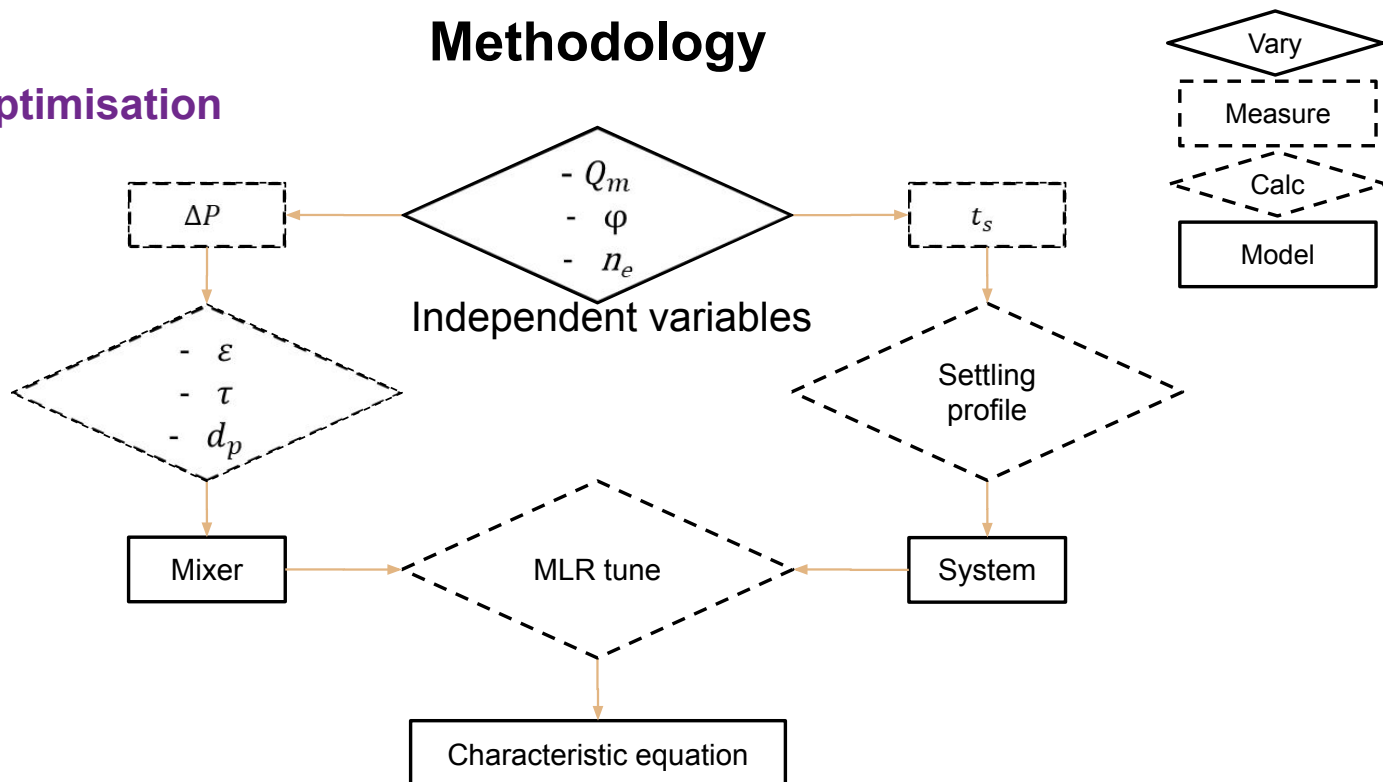 Methodology
ptimisation
Vary
Measure
Calc
Model
- Q_m
- φ
- n_e
Independent variables
ΔP
t_s
- ε
- τ
- d_p
Settling
profile
Mixer
MLR tune
System
Characteristic equation